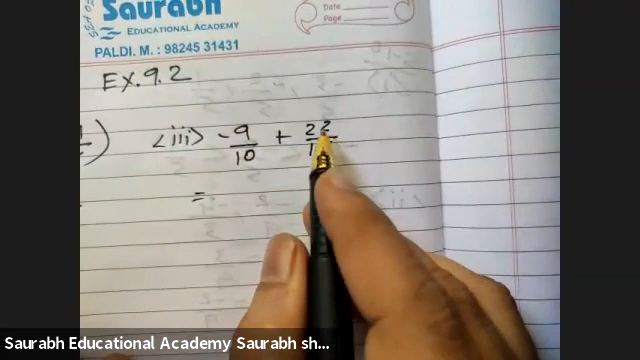 Saurabh
EDUCATIONAL ACADEMY
PALDI. M. : 98245 31431
Date
Page
EX.9.2
<iii> -9/10 + 22/
=
Saurabh Educational Academy Saurabh sh...